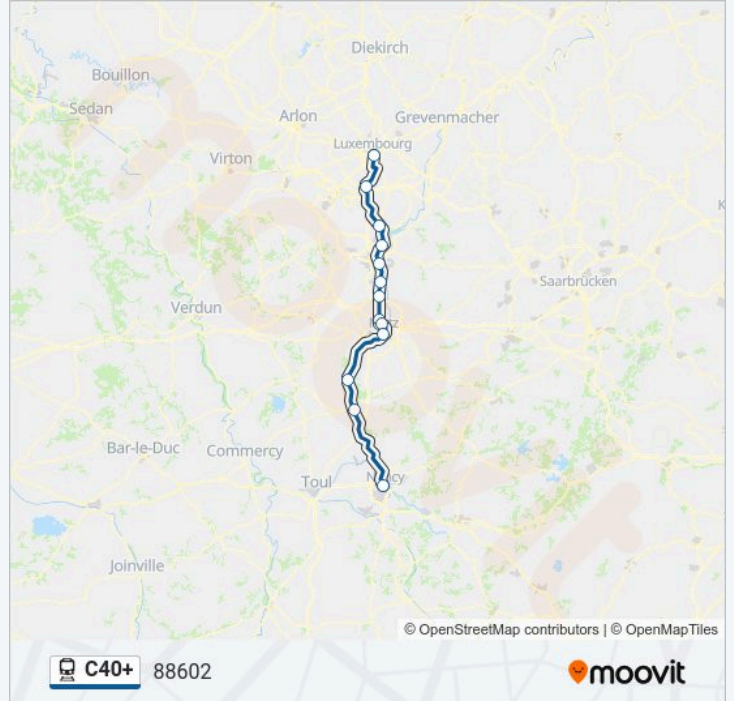 Diekirch
Bouillon
Sedan
Arlon
Grevenmacher
Luxembourg
Virton
K
Saarbrücken
Verdun
Bar-le-Duc
Commercy
Toul
Joinville
© OpenStreetMap contributors | © OpenMapTiles
C40+ 88602
moovit